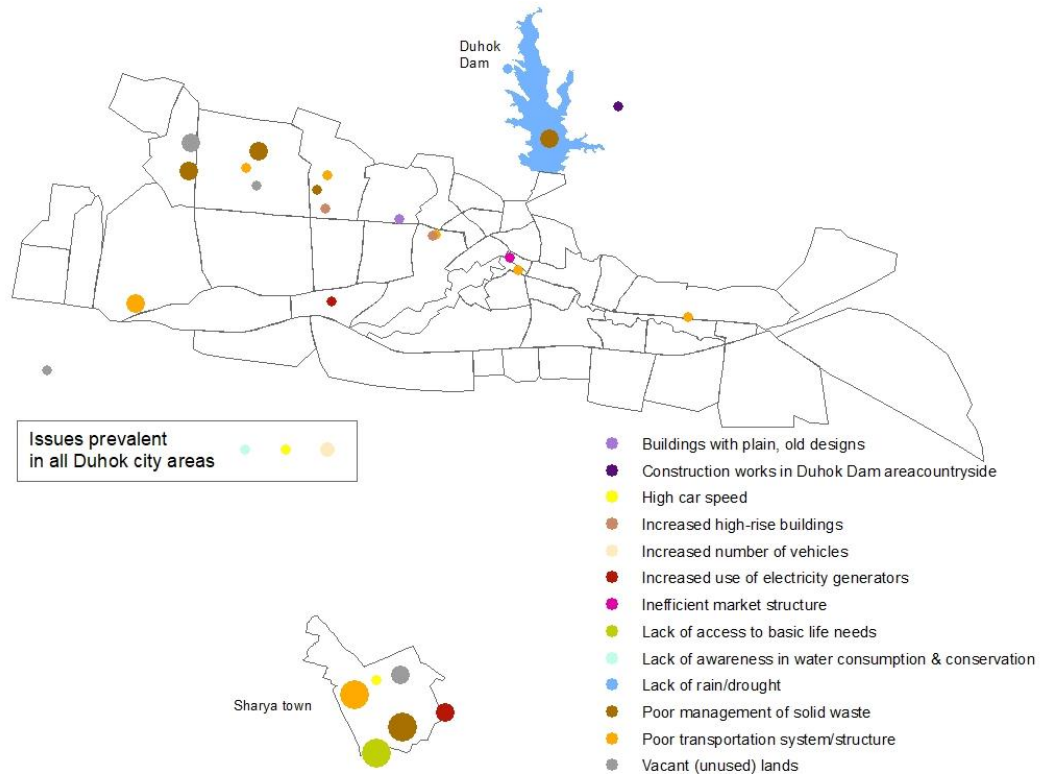 Duhok
Dam
Issues prevalent
in all Duhok city areas
Buildings with plain, old designs
Construction works in Duhok Dam areacountryside
High car speed
Increased high-rise buildings
Increased number of vehicles
Increased use of electricity generators
Inefficient market structure
Lack of access to basic life needs
Lack of awareness in water consumption & conservation
Lack of rain/drought
Sharya town
Poor management of solid waste
Poor transportation system/structure
Vacant (unused) lands